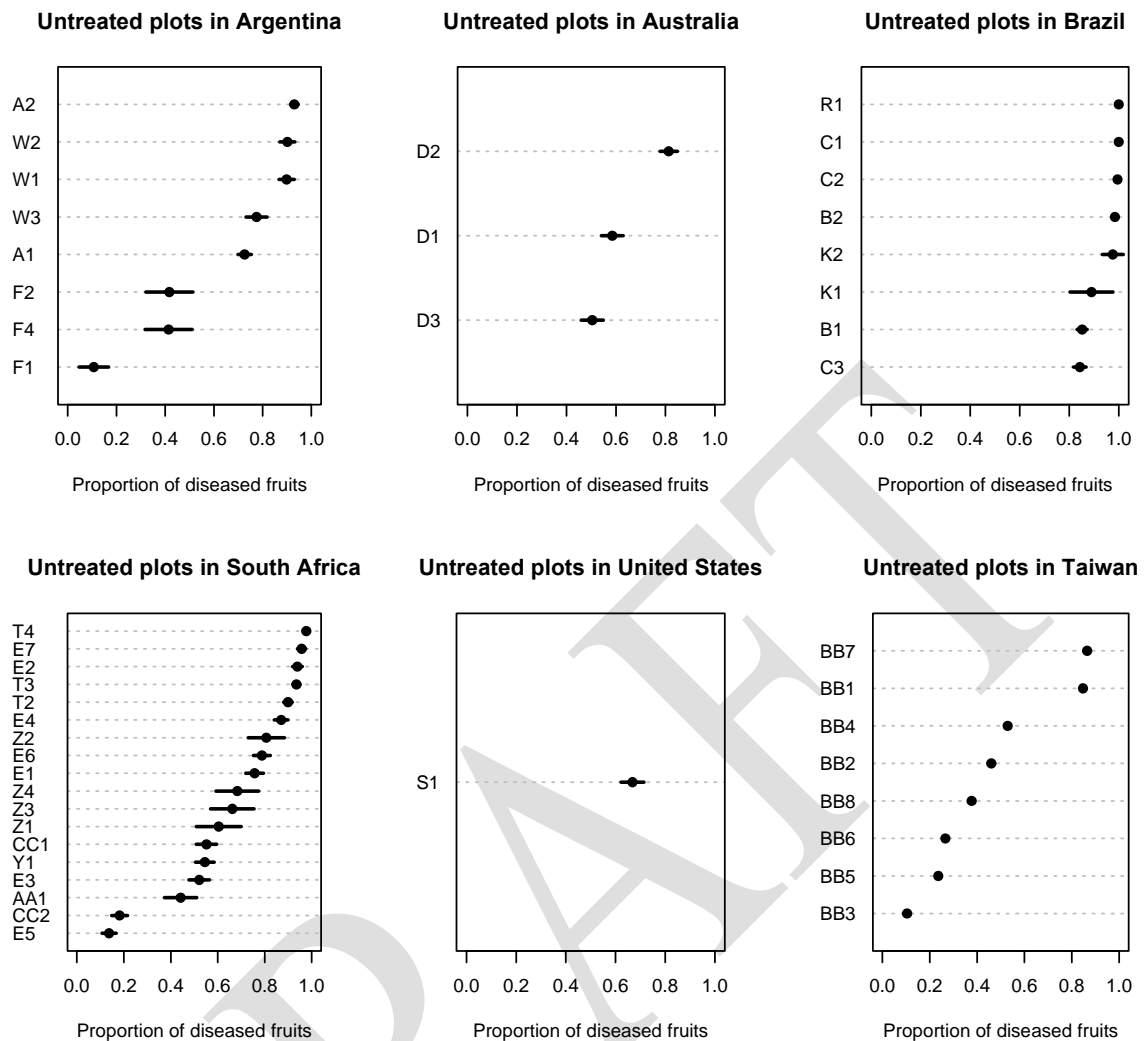 Untreated plots in Argentina
A2
W2
W1
W3
A1
F2
F4
F1
0.0 0.2 0.4 0.6 0.8 1.0
Proportion of diseased fruits
Untreated plots in Australia
D2
D1
D3
0.0 0.2 0.4 0.6 0.8 1.0
Proportion of diseased fruits
Untreated plots in Brazil
R1
C1
C2
B2
K2
K1
B1
C3
0.0 0.2 0.4 0.6 0.8 1.0
Proportion of diseased fruits
Untreated plots in South Africa
T4
E7
E2
T3
T2
E4
Z2
E6
E1
Z4
Z3
Z1
CC1
Y1
E3
AA1
CC2
E5
0.0 0.2 0.4 0.6 0.8 1.0
Proportion of diseased fruits
Untreated plots in United States
S1
0.0 0.2 0.4 0.6 0.8 1.0
Proportion of diseased fruits
Untreated plots in Taiwan
BB7
BB1
BB4
BB2
BB8
BB6
BB5
BB3
0.0 0.2 0.4 0.6 0.8 1.0
Proportion of diseased fruits
DRAFT